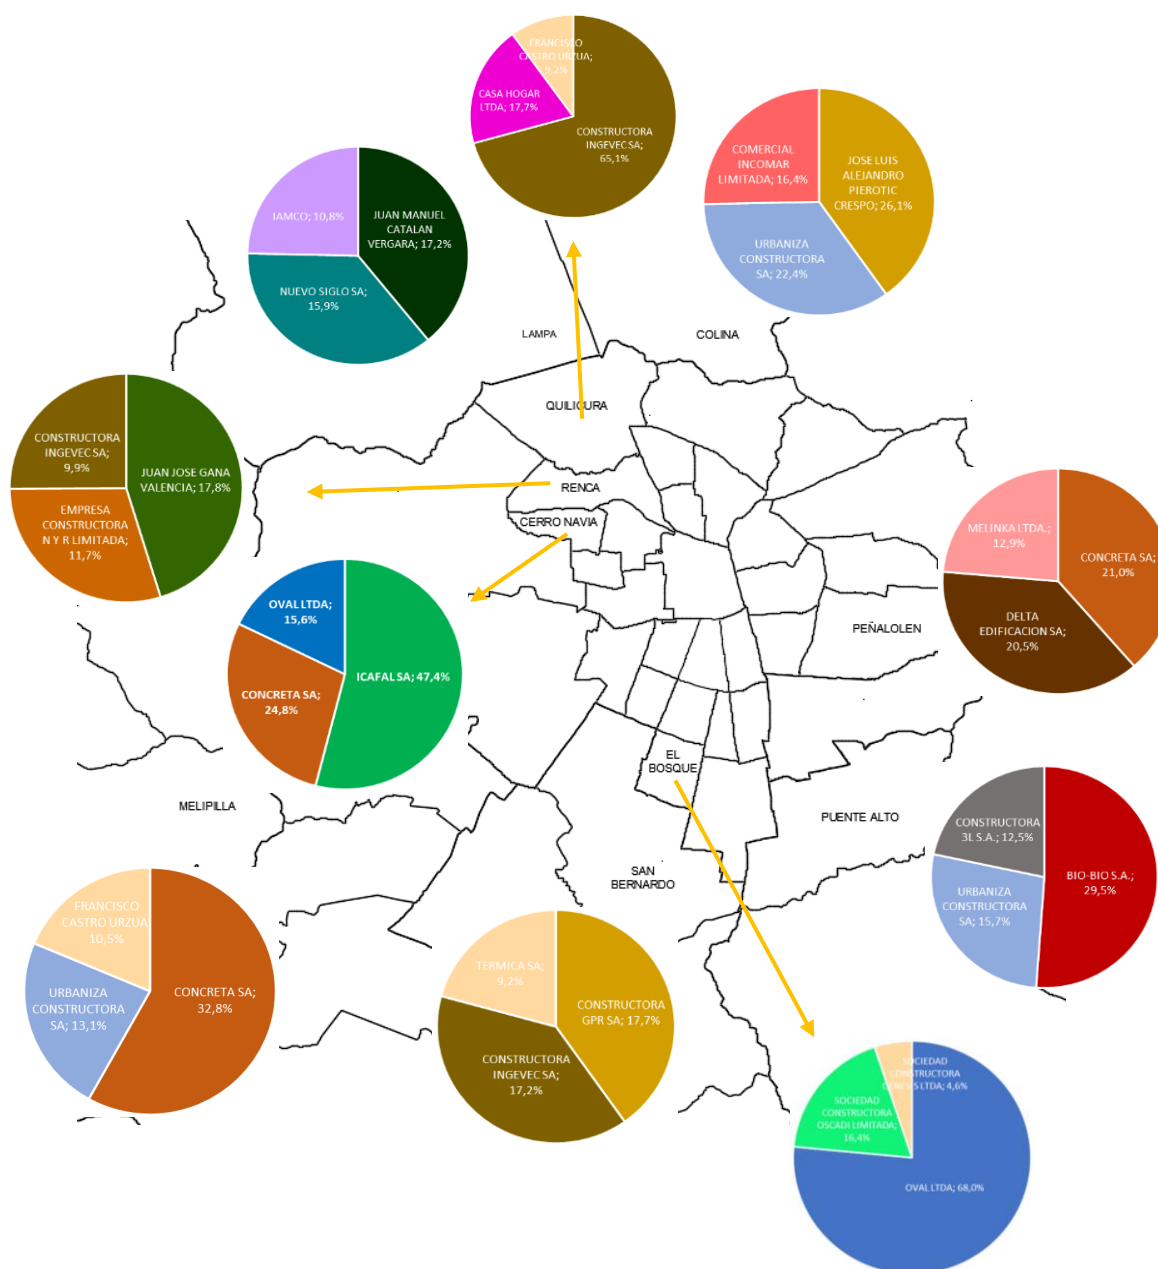 FRANCISCO
CASTRO URZUA;
9,2%
CASA HOGAR
LTDA; 17,7%
CONSTRUCTORA
INGEVEC SA;
65,1%
COMERCIAL
INCOMAR
LIMITADA; 16,4%
JOSE LUIS
ALEJANDRO
PIEROTIC
CRESPO; 26,1%
URBANIZA
CONSTRUCTORA
SA; 22,4%
IAMCO; 10,8%
JUAN MANUEL
CATALAN
VERGARA; 17,2%
NUEVO SIGLO SA;
15,9%
LAMPA
COLINA
QUILICURA
RENCA
CERRO NAVIA
PEÑALOLEN
EL
BOSQUE
PUENTE ALTO
SAN
BERNARDO
MELIPILLA
CONSTRUCTORA
INGEVEC SA;
9,9%
JUAN JOSE GANA
VALENCIA; 17,8%
EMPRESA
CONSTRUCTORA
N Y R LIMITADA;
11,7%
MELINKA LTDA.;
12,9%
CONCRETA SA;
21,0%
DELTA
EDIFICACION SA;
20,5%
OVAL LTDA;
15,6%
ICAFAL SA; 47,4%
CONCRETA SA;
24,8%
CONSTRUCTORA
3L S.A.; 12,5%
BIO-BIO S.A.;
29,5%
URBANIZA
CONSTRUCTORA
SA; 15,7%
FRANCISCO
CASTRO URZUA;
10,5%
CONCRETA SA;
32,8%
URBANIZA
CONSTRUCTORA
SA; 13,1%
TERMICA SA;
9,2%
CONSTRUCTORA
GPR SA; 17,7%
CONSTRUCTORA
INGEVEC SA;
17,2%
SOCIEDAD
CONSTRUCTORA
LTDA; 4,6%
SOCIEDAD
CONSTRUCTORA
OSCADI LIMITADA;
16,4%
OVAL LTDA; 68,0%